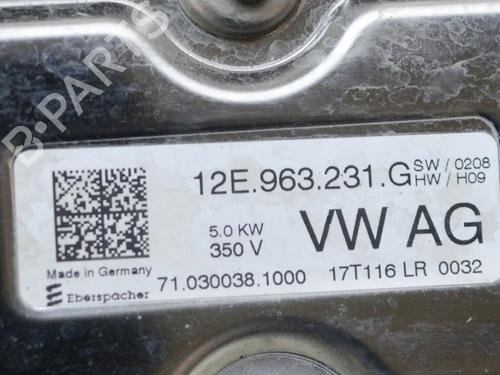 B-PARTS
12E.963.231.G SW/0208
HW/H09
5.0 KW
350 V
VW AG
Made in Germany
Eberspächer
71.030038.1000 17T116 LR 0032